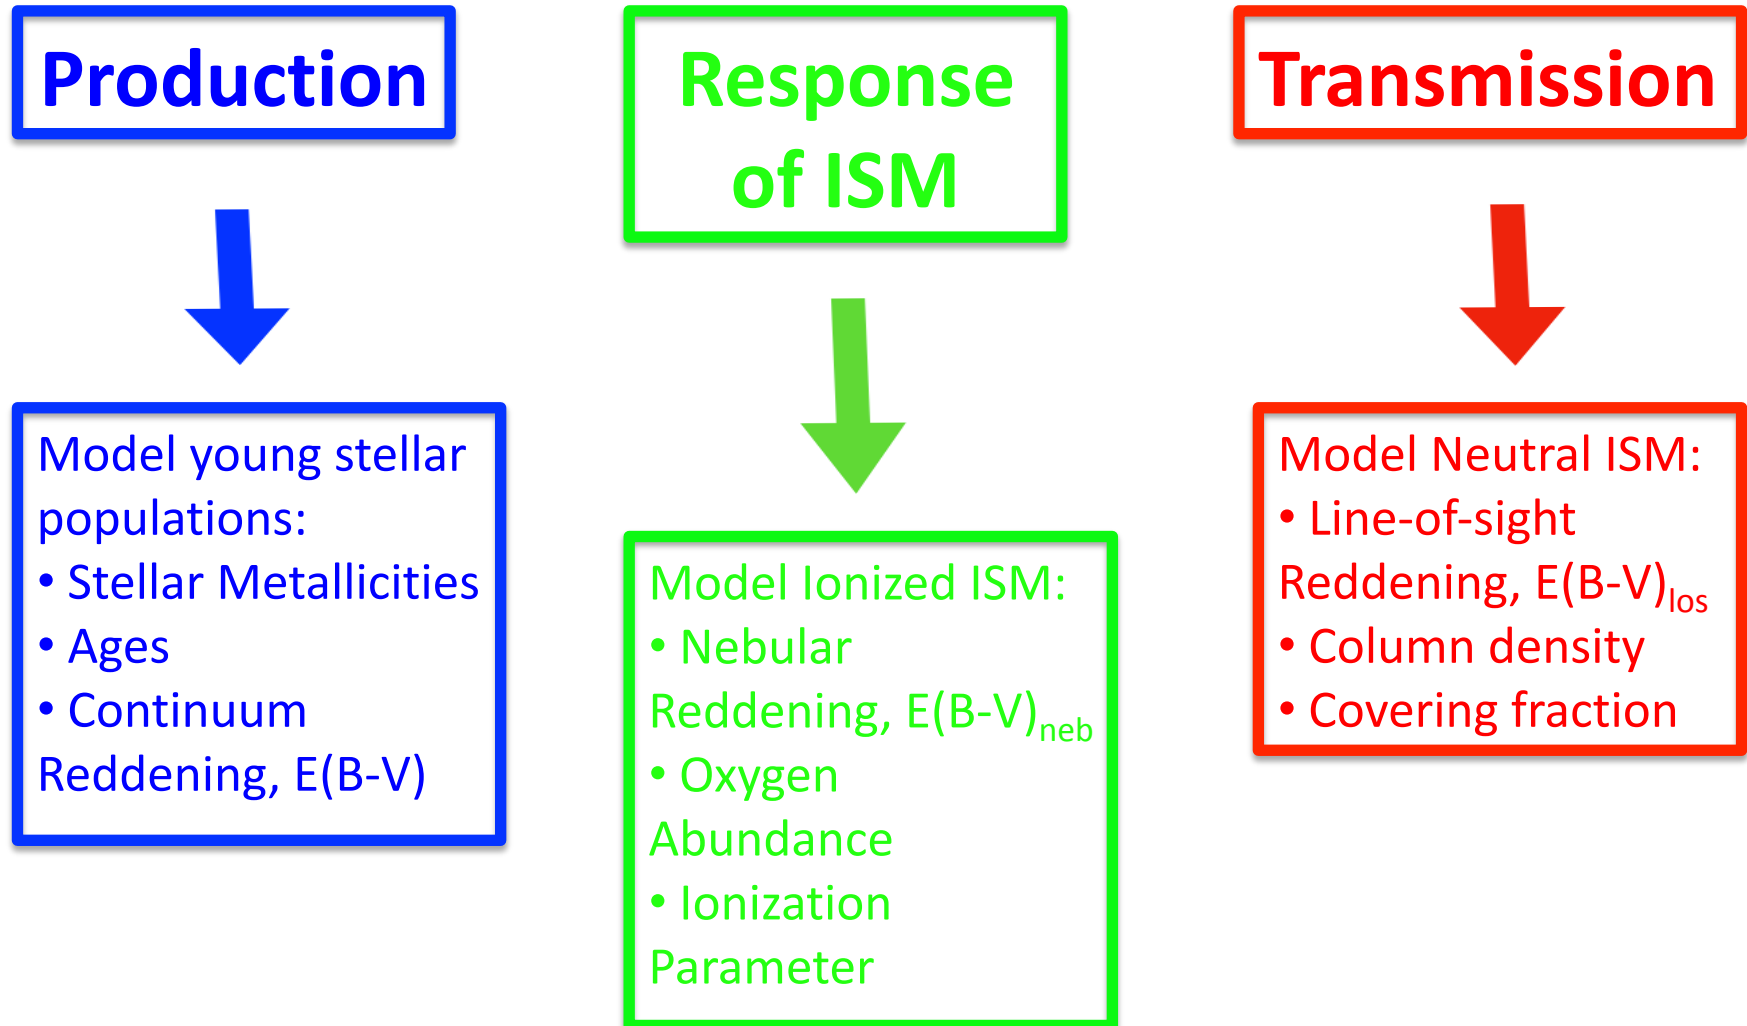 Production
Response
of ISM
Transmission
Model young stellar
populations:
• Stellar Metallicities
• Ages
• Continuum
Reddening, E(B-V)
Model Ionized ISM:
• Nebular
Reddening, E(B-V)neb
• Oxygen
Abundance
• Ionization
Parameter
Model Neutral ISM:
• Line-of-sight
Reddening, E(B-V)los
• Column density
• Covering fraction